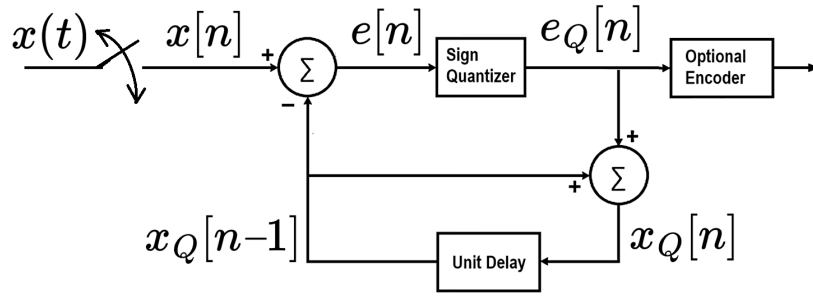 x(t) x[n] + Σ e[n] Sign Quantizer e_Q[n] Optional Encoder
−
+
+ Σ
x_Q[n−1] Unit Delay x_Q[n]